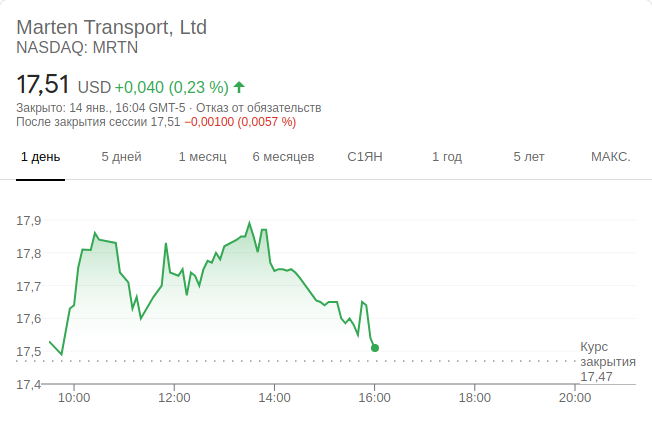 Marten Transport, Ltd
NASDAQ: MRTN
17,51 USD +0,040 (0,23 %)
Закрыто: 14 янв., 16:04 GMT-5 · Отказ от обязательств
После закрытия сессии 17,51 −0,00100 (0,0057 %)
1 день 5 дней 1 месяц 6 месяцев С1ЯН 1 год 5 лет МАКС.
17,9
17,8
17,7
17,6
17,5
17,4
Курс
закрытия
17,47
10:00 12:00 14:00 16:00 18:00 20:00